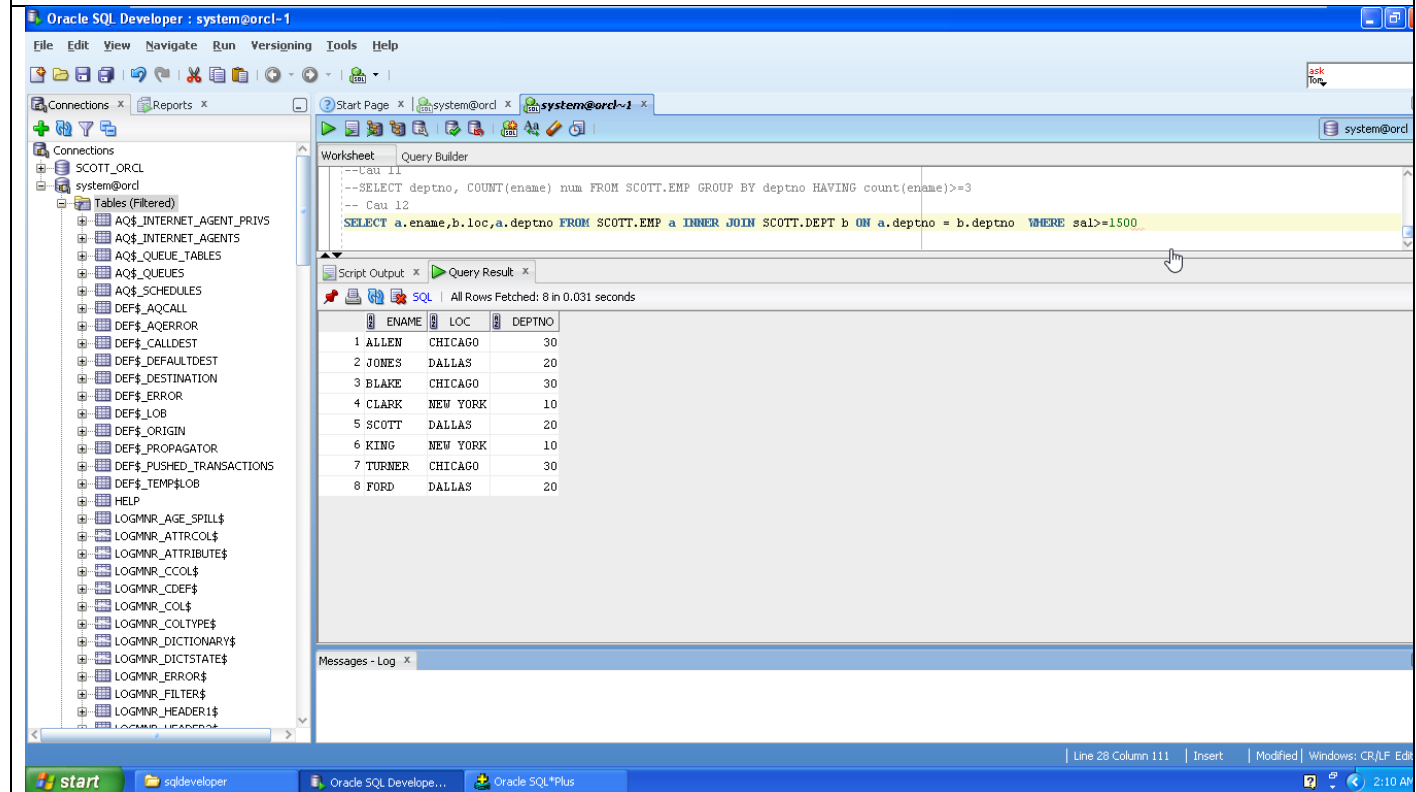 Oracle SQL Developer : system@orcl~1
File Edit View Navigate Run Versioning Tools Help
ask
Tom
Connections x Reports x
Start Page x system@orcl x system@orcl~1 x
system@orcl
Connections
SCOTT_ORCL
system@orcl
Tables (Filtered)
AQ$_INTERNET_AGENT_PRIVS
AQ$_INTERNET_AGENTS
AQ$_QUEUE_TABLES
AQ$_QUEUES
AQ$_SCHEDULES
DEF$_AQCALL
DEF$_AQERROR
DEF$_CALLDEST
DEF$_DEFAULTDEST
DEF$_DESTINATION
DEF$_ERROR
DEF$_LOB
DEF$_ORIGIN
DEF$_PROPAGATOR
DEF$_PUSHED_TRANSACTIONS
DEF$_TEMP$LOB
HELP
LOGMNR_AGE_SPILL$
LOGMNR_ATTRCOL$
LOGMNR_ATTRIBUTE$
LOGMNR_CCOL$
LOGMNR_CDEF$
LOGMNR_COL$
LOGMNR_COLTYPE$
LOGMNR_DICTIONARY$
LOGMNR_DICTSTATE$
LOGMNR_ERROR$
LOGMNR_FILTER$
LOGMNR_HEADER1$
LOGMNR_HEADER2$
Worksheet Query Builder
--Cau 11
--SELECT deptno, COUNT(ename) num FROM SCOTT.EMP GROUP BY deptno HAVING count(ename)>=3
-- Cau 12
SELECT a.ename,b.loc,a.deptno FROM SCOTT.EMP a INNER JOIN SCOTT.DEPT b ON a.deptno = b.deptno WHERE sal>=1500
Script Output x Query Result x
SQL | All Rows Fetched: 8 in 0.031 seconds
ENAME LOC DEPTNO
1 ALLEN CHICAGO 30
2 JONES DALLAS 20
3 BLAKE CHICAGO 30
4 CLARK NEW YORK 10
5 SCOTT DALLAS 20
6 KING NEW YORK 10
7 TURNER CHICAGO 30
8 FORD DALLAS 20
Messages - Log x
Line 28 Column 111 | Insert | Modified | Windows: CR/LF Edit
start sqldeveloper Oracle SQL Develope... Oracle SQL*Plus 2:10 AM